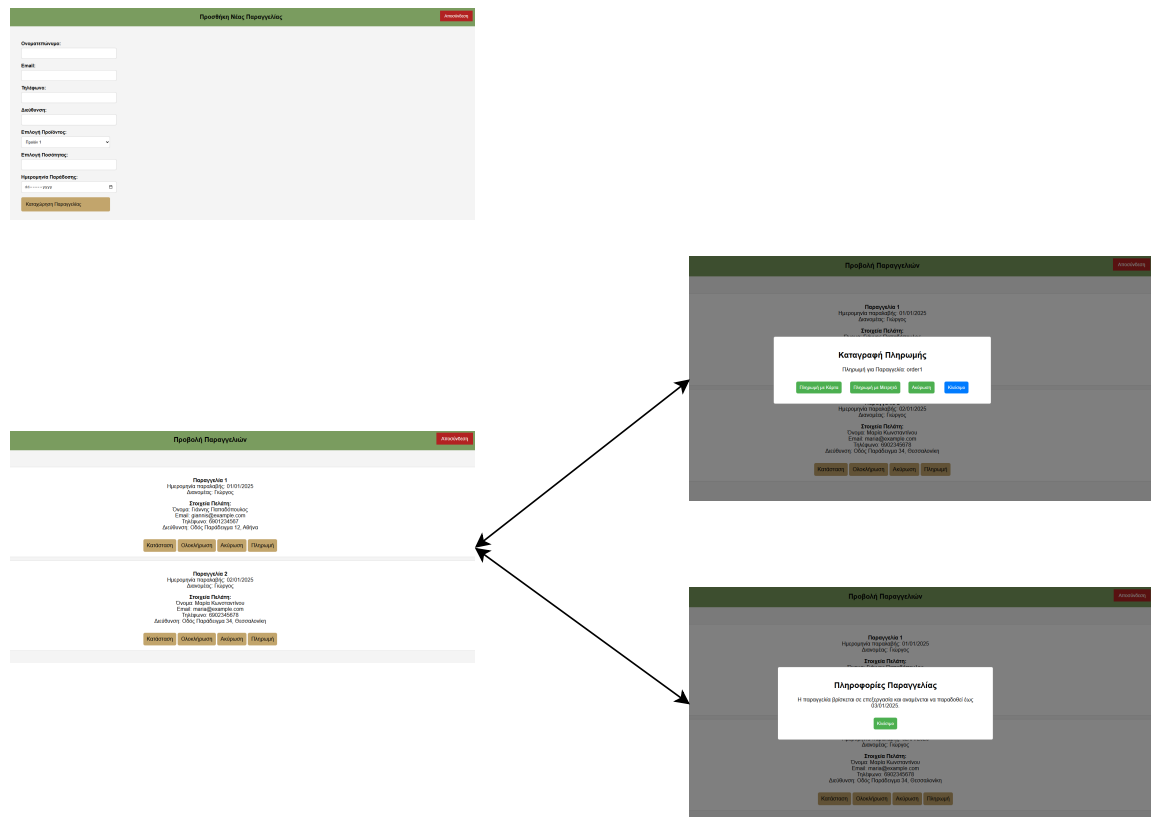 Προσθήκη Νέας Παραγγελίας
Αποσύνδεση
Ονοματεπώνυμο:
Email:
Τηλέφωνο:
Διεύθυνση:
Επιλογή Προϊόντος:
Προϊόν 1
Επιλογή Ποσότητας:
Ημερομηνία Παράδοσης:
Καταχώρηση Παραγγελίας
Προβολή Παραγγελιών
Αποσύνδεση
Παραγγελία 1
Ημερομηνία παραλαβής: 01/01/2025
Διανομέας: Γιώργος
Στοιχεία Πελάτη:
Όνομα: Γιάννης Παπαδόπουλος
Email: giannis@example.com
Τηλέφωνο: 6901234567
Διεύθυνση: Οδός Παράδειγμα 12, Αθήνα
Κατάσταση Ολοκλήρωση Ακύρωση Πληρωμή
Παραγγελία 2
Ημερομηνία παραλαβής: 02/01/2025
Διανομέας: Γιώργος
Στοιχεία Πελάτη:
Όνομα: Μαρία Κωνσταντίνου
Email: maria@example.com
Τηλέφωνο: 6902345678
Διεύθυνση: Οδός Παράδειγμα 34, Θεσσαλονίκη
Κατάσταση Ολοκλήρωση Ακύρωση Πληρωμή
Προβολή Παραγγελιών
Αποσύνδεση
Παραγγελία 1
Ημερομηνία παραλαβής: 01/01/2025
Διανομέας: Γιώργος
Στοιχεία Πελάτη:
Καταγραφή Πληρωμής
Πληρωμή για Παραγγελία: order1
Πληρωμή με Κάρτα Πληρωμή με Μετρητά Ακύρωση Κλείσιμο
Ημερομηνία παραλαβής: 02/01/2025
Διανομέας: Γιώργος
Στοιχεία Πελάτη:
Όνομα: Μαρία Κωνσταντίνου
Email: maria@example.com
Τηλέφωνο: 6902345678
Διεύθυνση: Οδός Παράδειγμα 34, Θεσσαλονίκη
Κατάσταση Ολοκλήρωση Ακύρωση Πληρωμή
Προβολή Παραγγελιών
Αποσύνδεση
Παραγγελία 1
Ημερομηνία παραλαβής: 01/01/2025
Διανομέας: Γιώργος
Στοιχεία Πελάτη:
Πληροφορίες Παραγγελίας
Η παραγγελία βρίσκεται σε επεξεργασία και αναμένεται να παραδοθεί έως
03/01/2025.
Κλείσιμο
Διανομέας: Γιώργος
Στοιχεία Πελάτη:
Όνομα: Μαρία Κωνσταντίνου
Email: maria@example.com
Τηλέφωνο: 6902345678
Διεύθυνση: Οδός Παράδειγμα 34, Θεσσαλονίκη
Κατάσταση Ολοκλήρωση Ακύρωση Πληρωμή